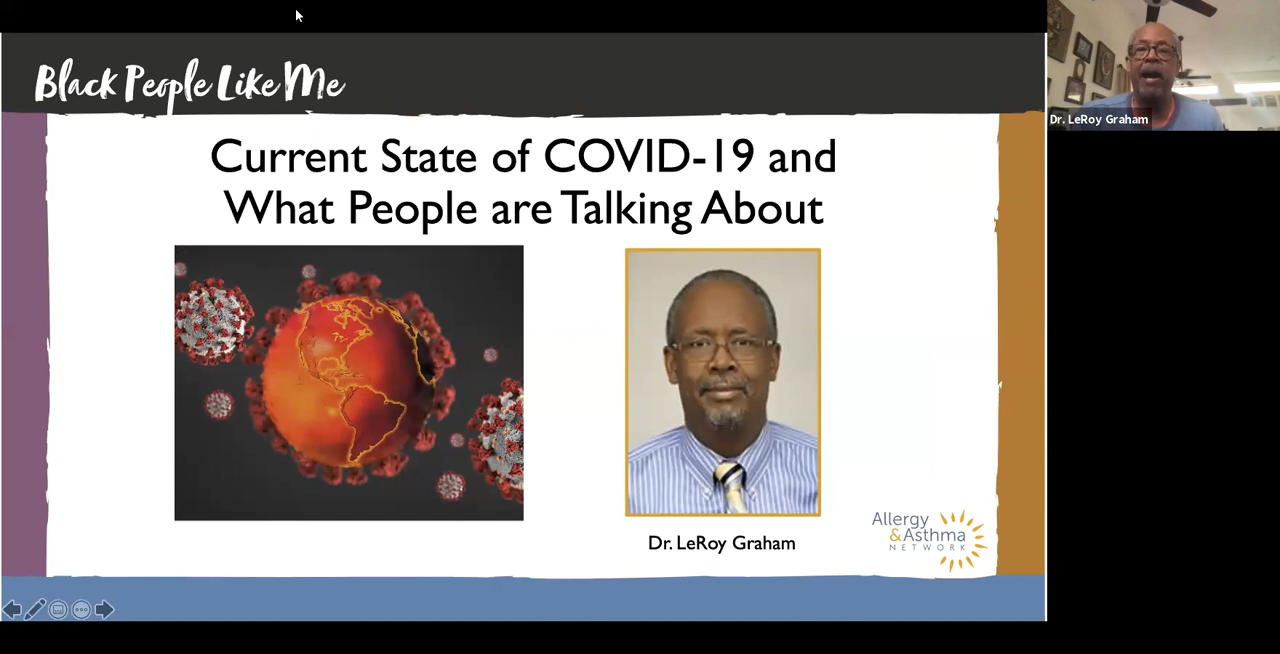 Black People Like Me
Current State of COVID-19 and
What People are Talking About
Dr. LeRoy Graham
Allergy
&Asthma
NETWORK
Dr. LeRoy Graham